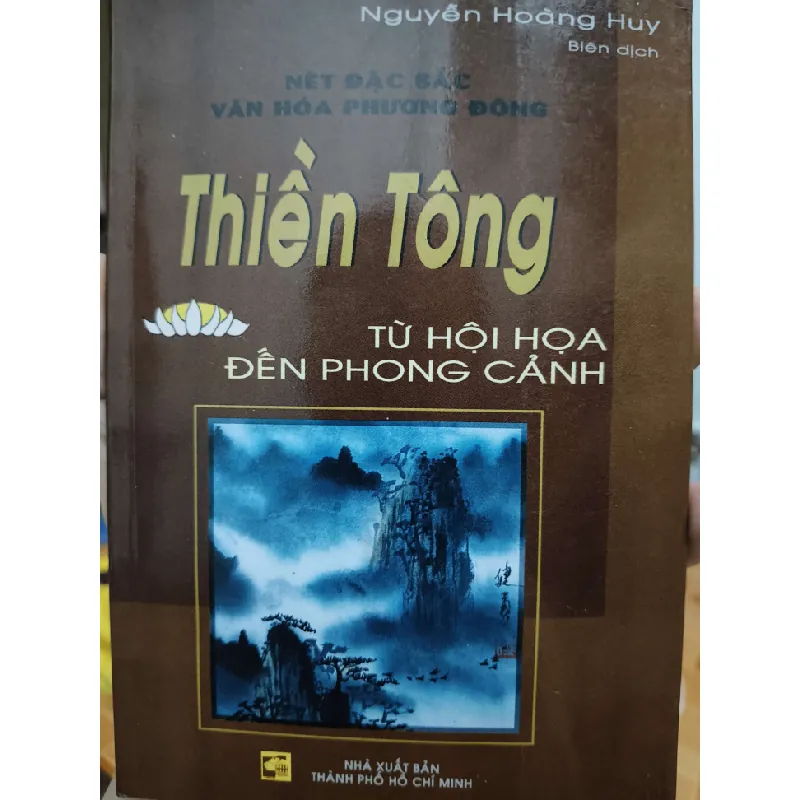 Nguyễn Hoàng Huy
Biên dịch
NÉT ĐẶC SẮC
VĂN HÓA PHƯƠNG ĐÔNG
Thiền Tông
TỪ HỘI HỌA
ĐẾN PHONG CẢNH
NHÀ XUẤT BẢN
THÀNH PHỐ HỒ CHÍ MINH